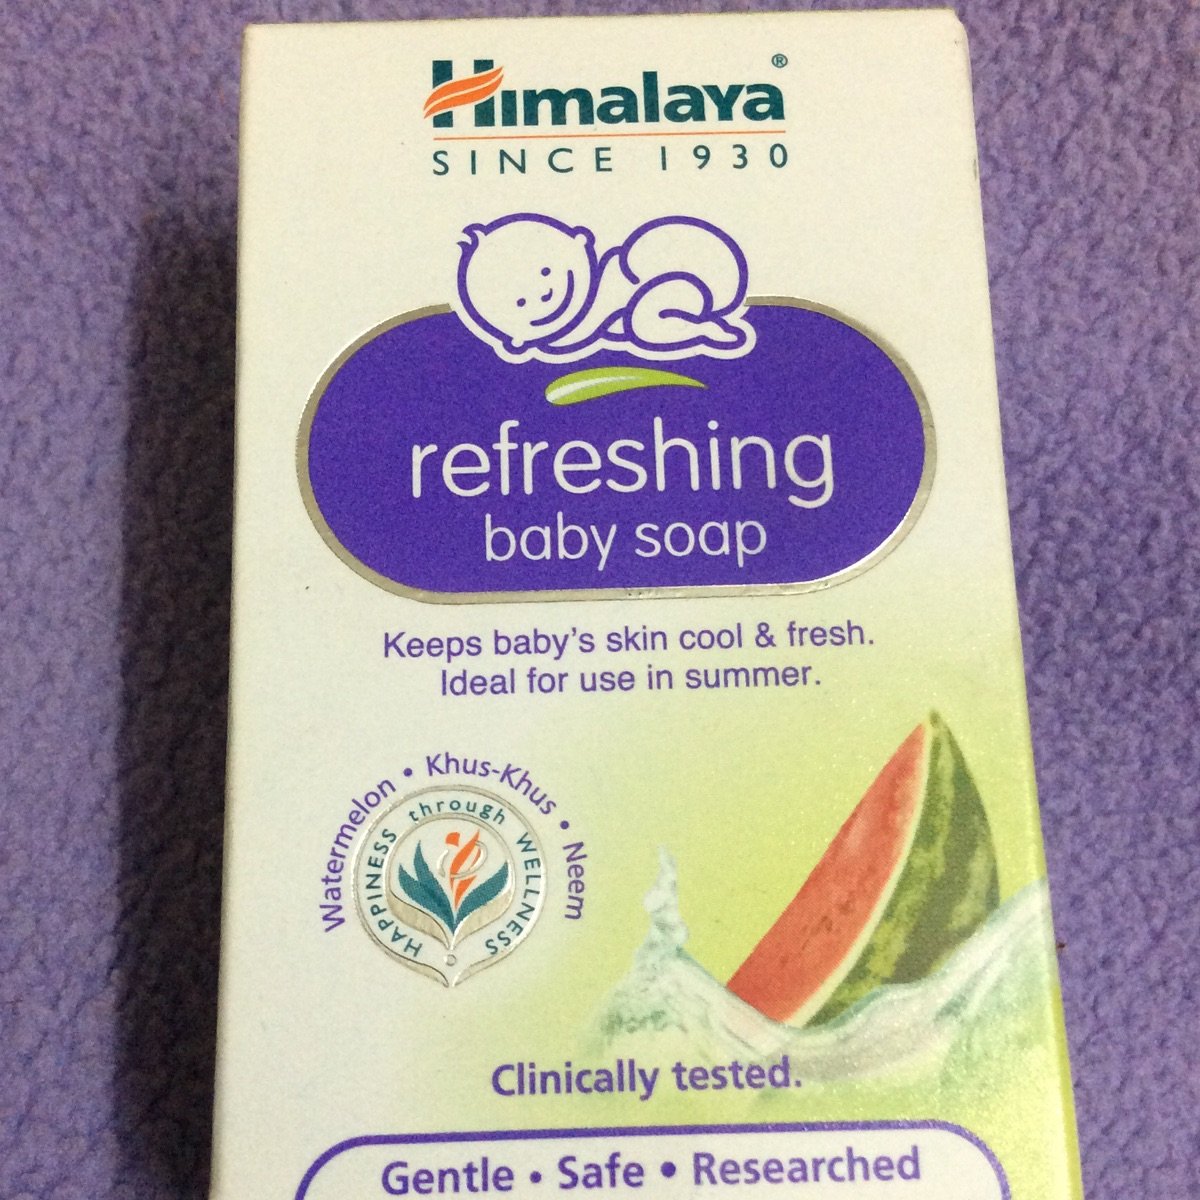 Himalaya®
SINCE 1930
refreshing
baby soap
Keeps baby's skin cool & fresh.
Ideal for use in summer.
Watermelon • Khus-Khus • Neem
HAPPINESS through WELLNESS
Clinically tested.
Gentle • Safe • Researched